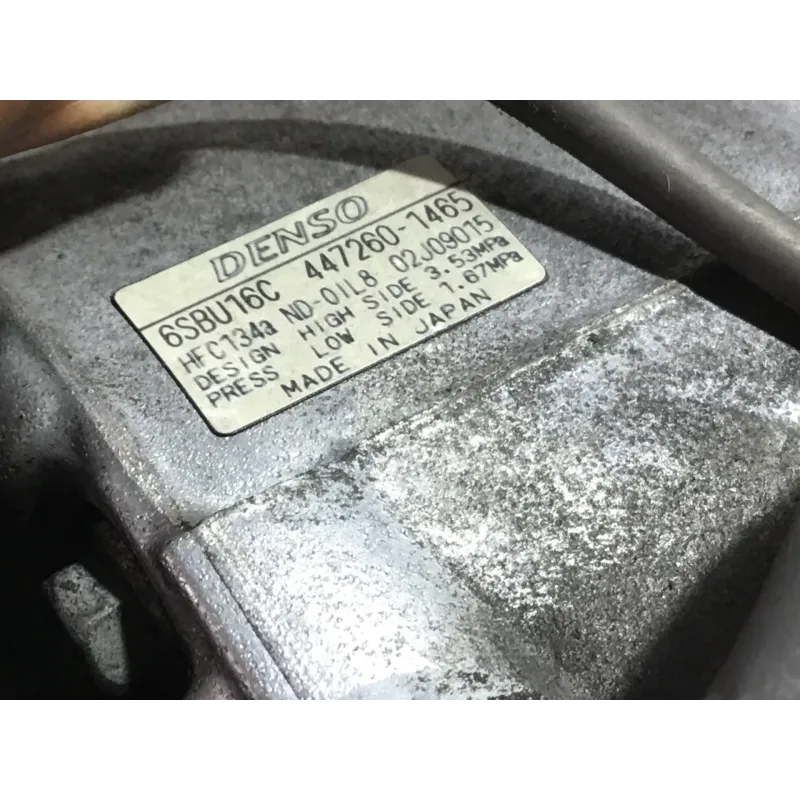 DENSO
6SBU16C 447260-1465
HFC134a ND-OIL8 02J09015
DESIGN HIGH SIDE 3.53MPa
PRESS LOW SIDE 1.67MPa
MADE IN JAPAN